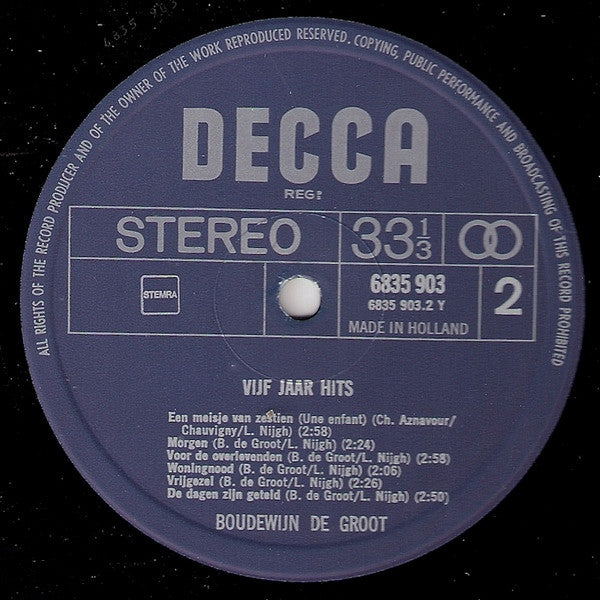 ALL RIGHTS OF THE RECORD PRODUCER AND OF THE OWNER OF THE WORK REPRODUCED RESERVED. COPYING, PUBLIC PERFORMANCE AND BROADCASTING OF THIS RECORD PROHIBITED
DECCA
REG:
STEREO
33 1/3
STEMRA
6835 903
6835 903.2 Y
MADE IN HOLLAND
2
VIJF JAAR HITS
Een meisje van zestien (Une enfant) (Ch. Aznavour/
Chauvigny/L. Nijgh) (2:58)
Morgen (B. de Groot/L. Nijgh) (2:24)
Voor de overlevenden (B. de Groot/L. Nijgh) (2:58)
Woningnood (B. de Groot/L. Nijgh) (2:06)
Vrijgezel (B. de Groot/L. Nijgh) (2:26)
De dagen zijn geteld (B. de Groot/L. Nijgh) (2:50)
BOUDEWIJN DE GROOT